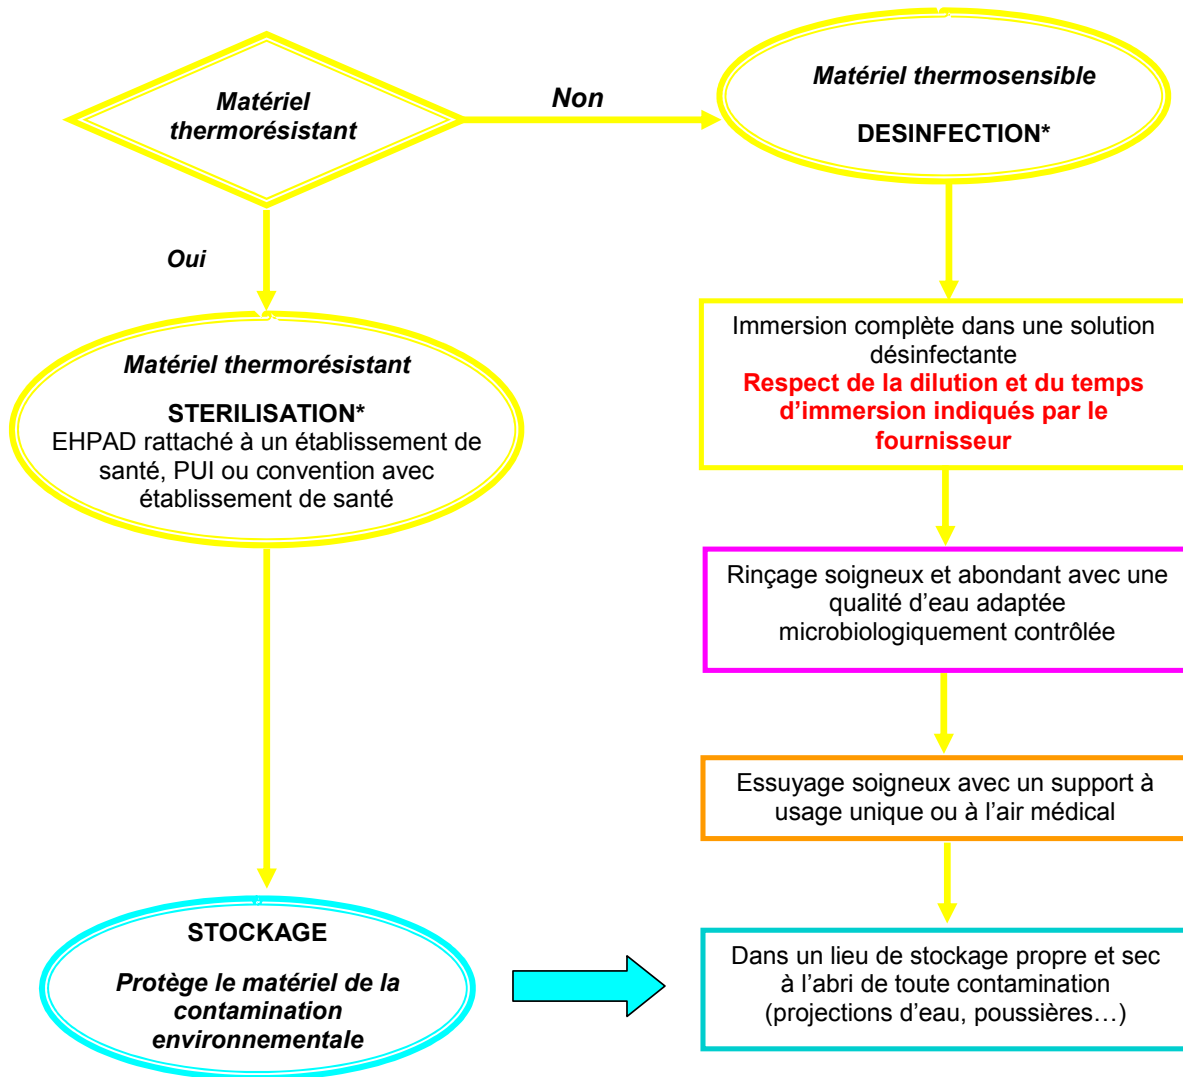 Matériel
thermorésistant
Non
Matériel thermosensible
DESINFECTION*
Oui
Matériel thermorésistant
STERILISATION*
EHPAD rattaché à un établissement de
santé, PUI ou convention avec
établissement de santé
Immersion complète dans une solution
désinfectante
Respect de la dilution et du temps
d’immersion indiqués par le
fournisseur
Rinçage soigneux et abondant avec une
qualité d’eau adaptée
microbiologiquement contrôlée
Essuyage soigneux avec un support à
usage unique ou à l’air médical
STOCKAGE
Protège le matériel de la
contamination
environnementale
Dans un lieu de stockage propre et sec
à l’abri de toute contamination
(projections d’eau, poussières…)